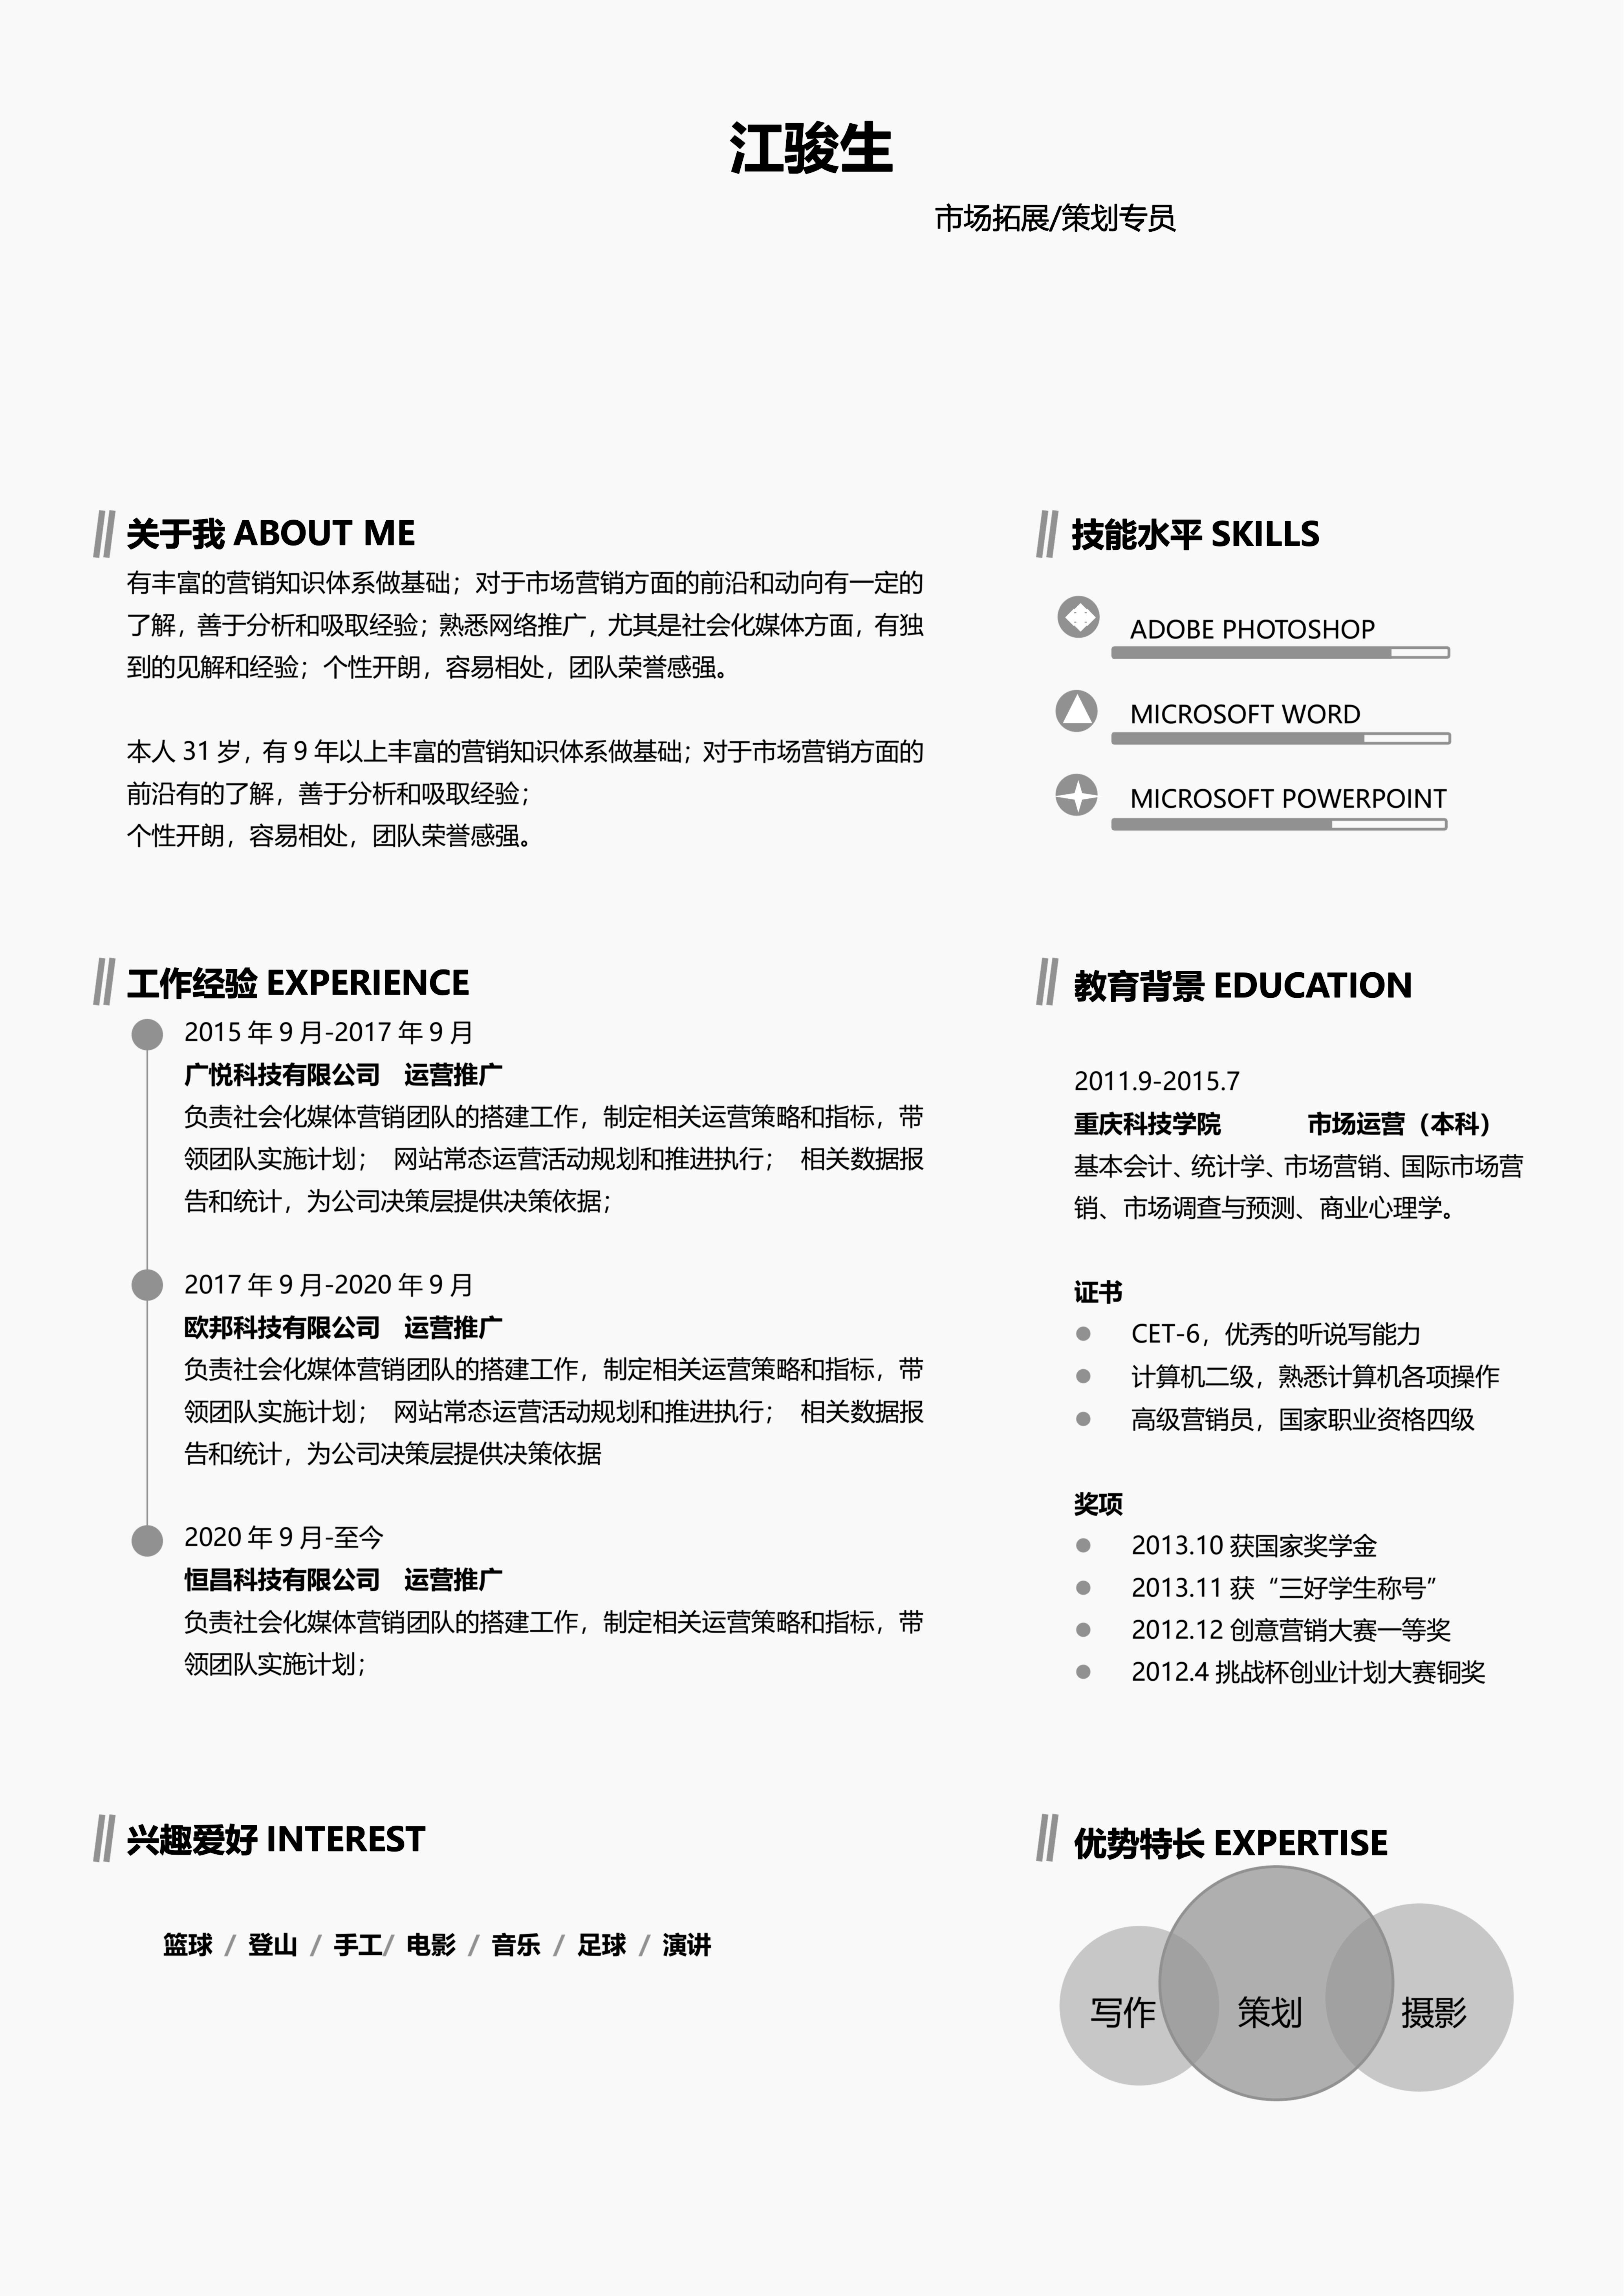 江骏生
市场拓展/策划专员
关于我 ABOUT ME
有丰富的营销知识体系做基础；对于市场营销方面的前沿和动向有一定的
了解，善于分析和吸取经验；熟悉网络推广，尤其是社会化媒体方面，有独
到的见解和经验；个性开朗，容易相处，团队荣誉感强。
本人 31 岁，有 9 年以上丰富的营销知识体系做基础；对于市场营销方面的
前沿有的了解，善于分析和吸取经验；
个性开朗，容易相处，团队荣誉感强。
技能水平 SKILLS
ADOBE PHOTOSHOP
MICROSOFT WORD
MICROSOFT POWERPOINT
工作经验 EXPERIENCE
2015 年 9 月-2017 年 9 月
广悦科技有限公司　运营推广
负责社会化媒体营销团队的搭建工作，制定相关运营策略和指标，带
领团队实施计划；　网站常态运营活动规划和推进执行；　相关数据报
告和统计，为公司决策层提供决策依据；
2017 年 9 月-2020 年 9 月
欧邦科技有限公司　运营推广
负责社会化媒体营销团队的搭建工作，制定相关运营策略和指标，带
领团队实施计划；　网站常态运营活动规划和推进执行；　相关数据报
告和统计，为公司决策层提供决策依据
2020 年 9 月-至今
恒昌科技有限公司　运营推广
负责社会化媒体营销团队的搭建工作，制定相关运营策略和指标，带
领团队实施计划；
教育背景 EDUCATION
2011.9-2015.7
重庆科技学院　　　市场运营（本科）
基本会计、统计学、市场营销、国际市场营
销、市场调查与预测、商业心理学。
证书
CET-6，优秀的听说写能力
计算机二级，熟悉计算机各项操作
高级营销员，国家职业资格四级
奖项
2013.10 获国家奖学金
2013.11 获“三好学生称号”
2012.12 创意营销大赛一等奖
2012.4 挑战杯创业计划大赛铜奖
兴趣爱好 INTEREST
篮球 / 登山 / 手工/ 电影 / 音乐 / 足球 / 演讲
优势特长 EXPERTISE
写作 策划 摄影